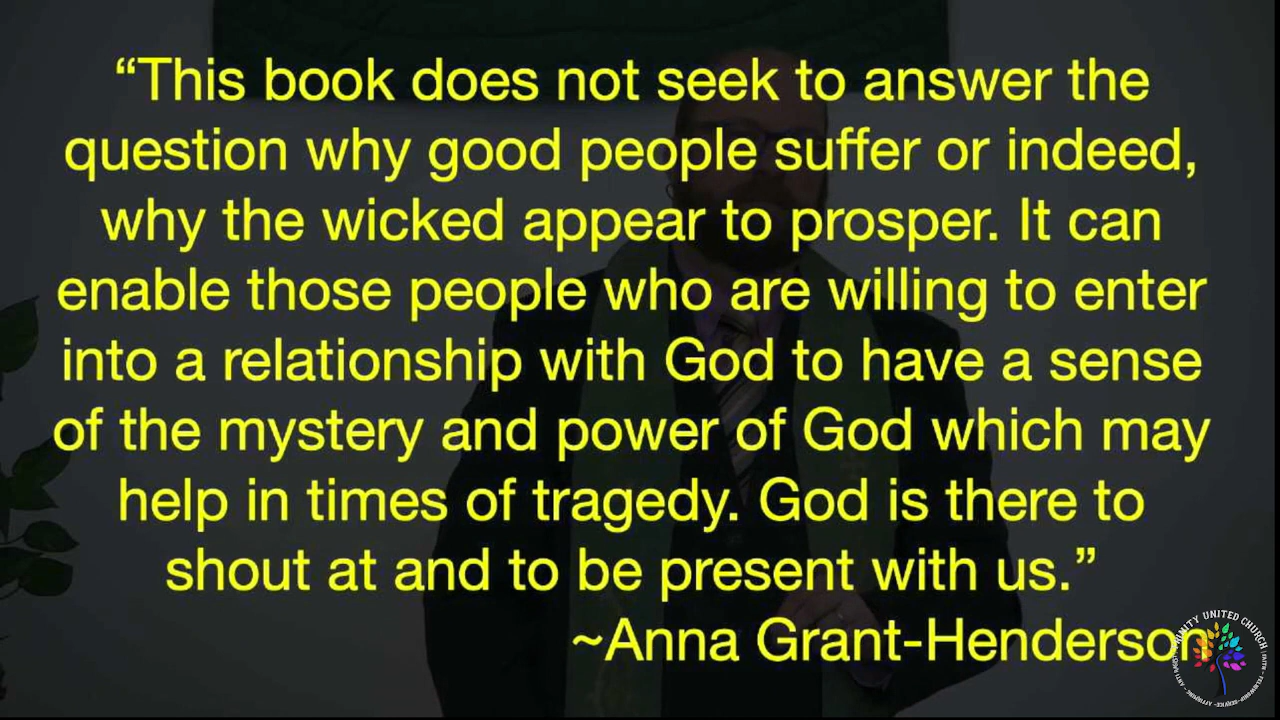 “This book does not seek to answer the
question why good people suffer or indeed,
why the wicked appear to prosper. It can
enable those people who are willing to enter
into a relationship with God to have a sense
of the mystery and power of God which may
help in times of tragedy. God is there to
shout at and to be present with us.”
~Anna Grant-Henderson
TRINITY UNITED CHURCH